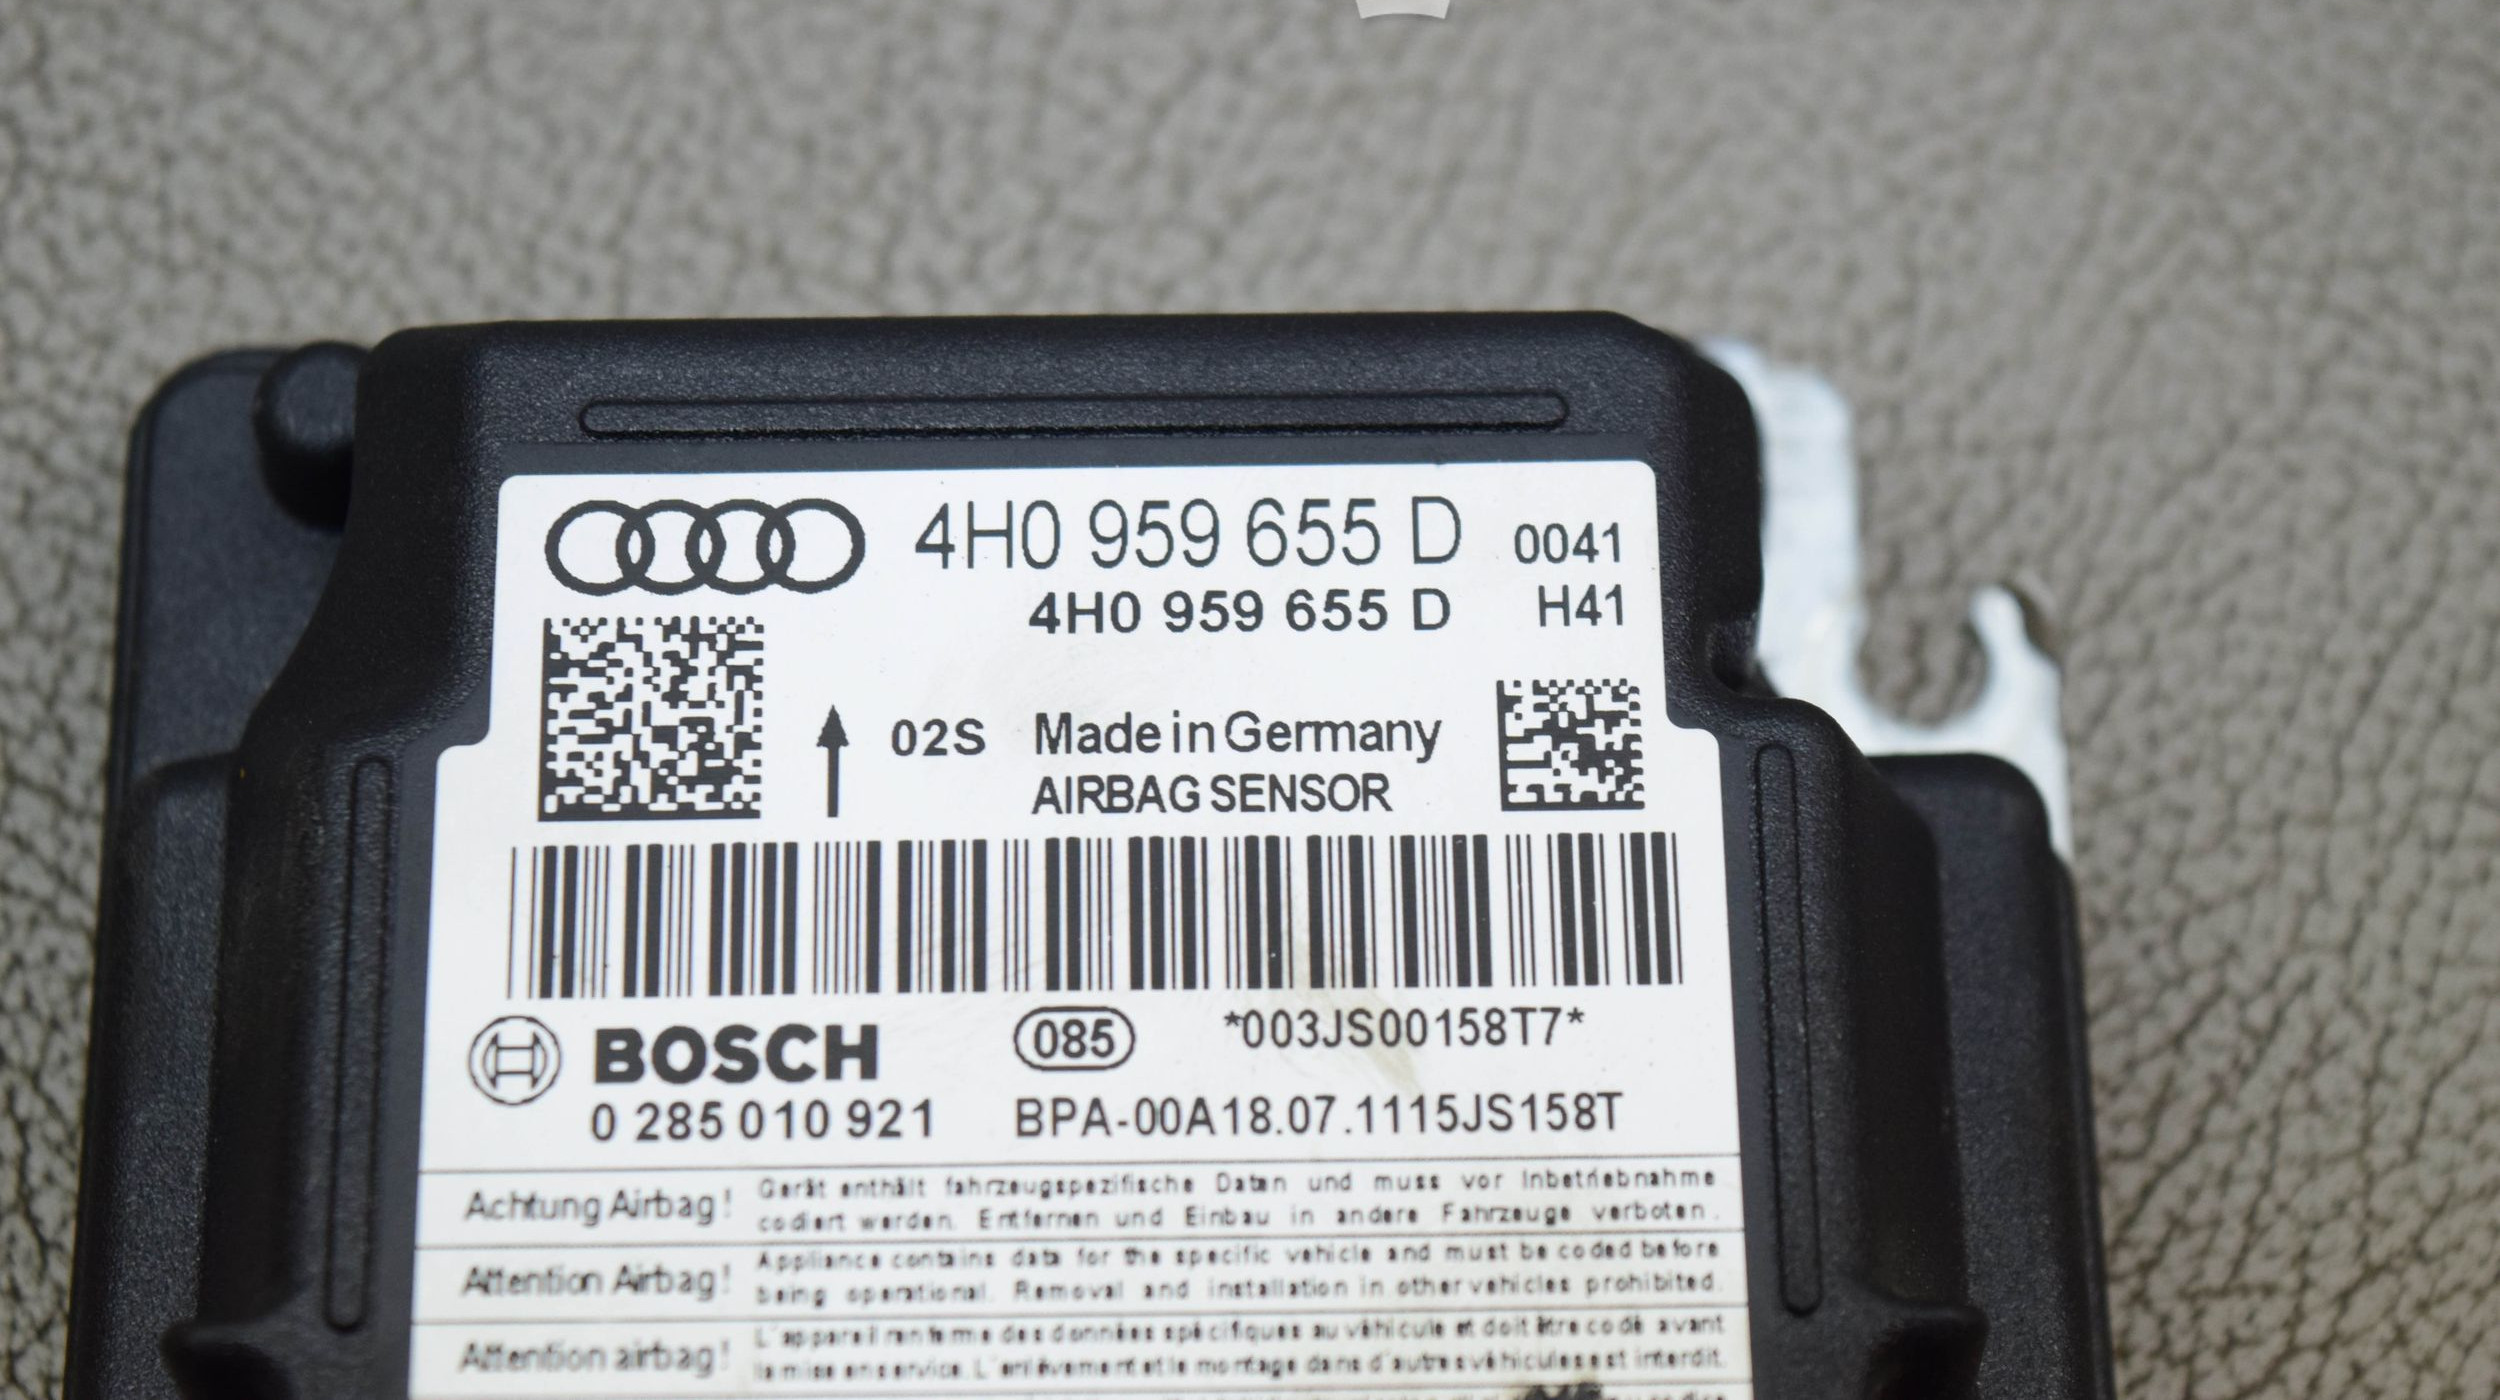 4H0 959 655 D 0041
4H0 959 655 D H41
02S Made in Germany
AIRBAG SENSOR
BOSCH 085 *003JS00158T7*
0 285 010 921 BPA-00A18.07.1115JS158T
Achtung Airbag! Gerät enthält fahrzeugspezifische Daten und muss vor Inbetriebnahme
codiert werden. Entfernen und Einbau in andere Fahrzeuge verboten.
Attention Airbag! Appliance contains data for the specific vehicle and must be coded before
being operational. Removal and installation in other vehicles prohibited.
Attention airbag! L'appareil renferme des données spécifiques au véhicule et doit être codé avant
la mise en service. L'enlèvement et le montage dans d'autres véhicules est interdit.